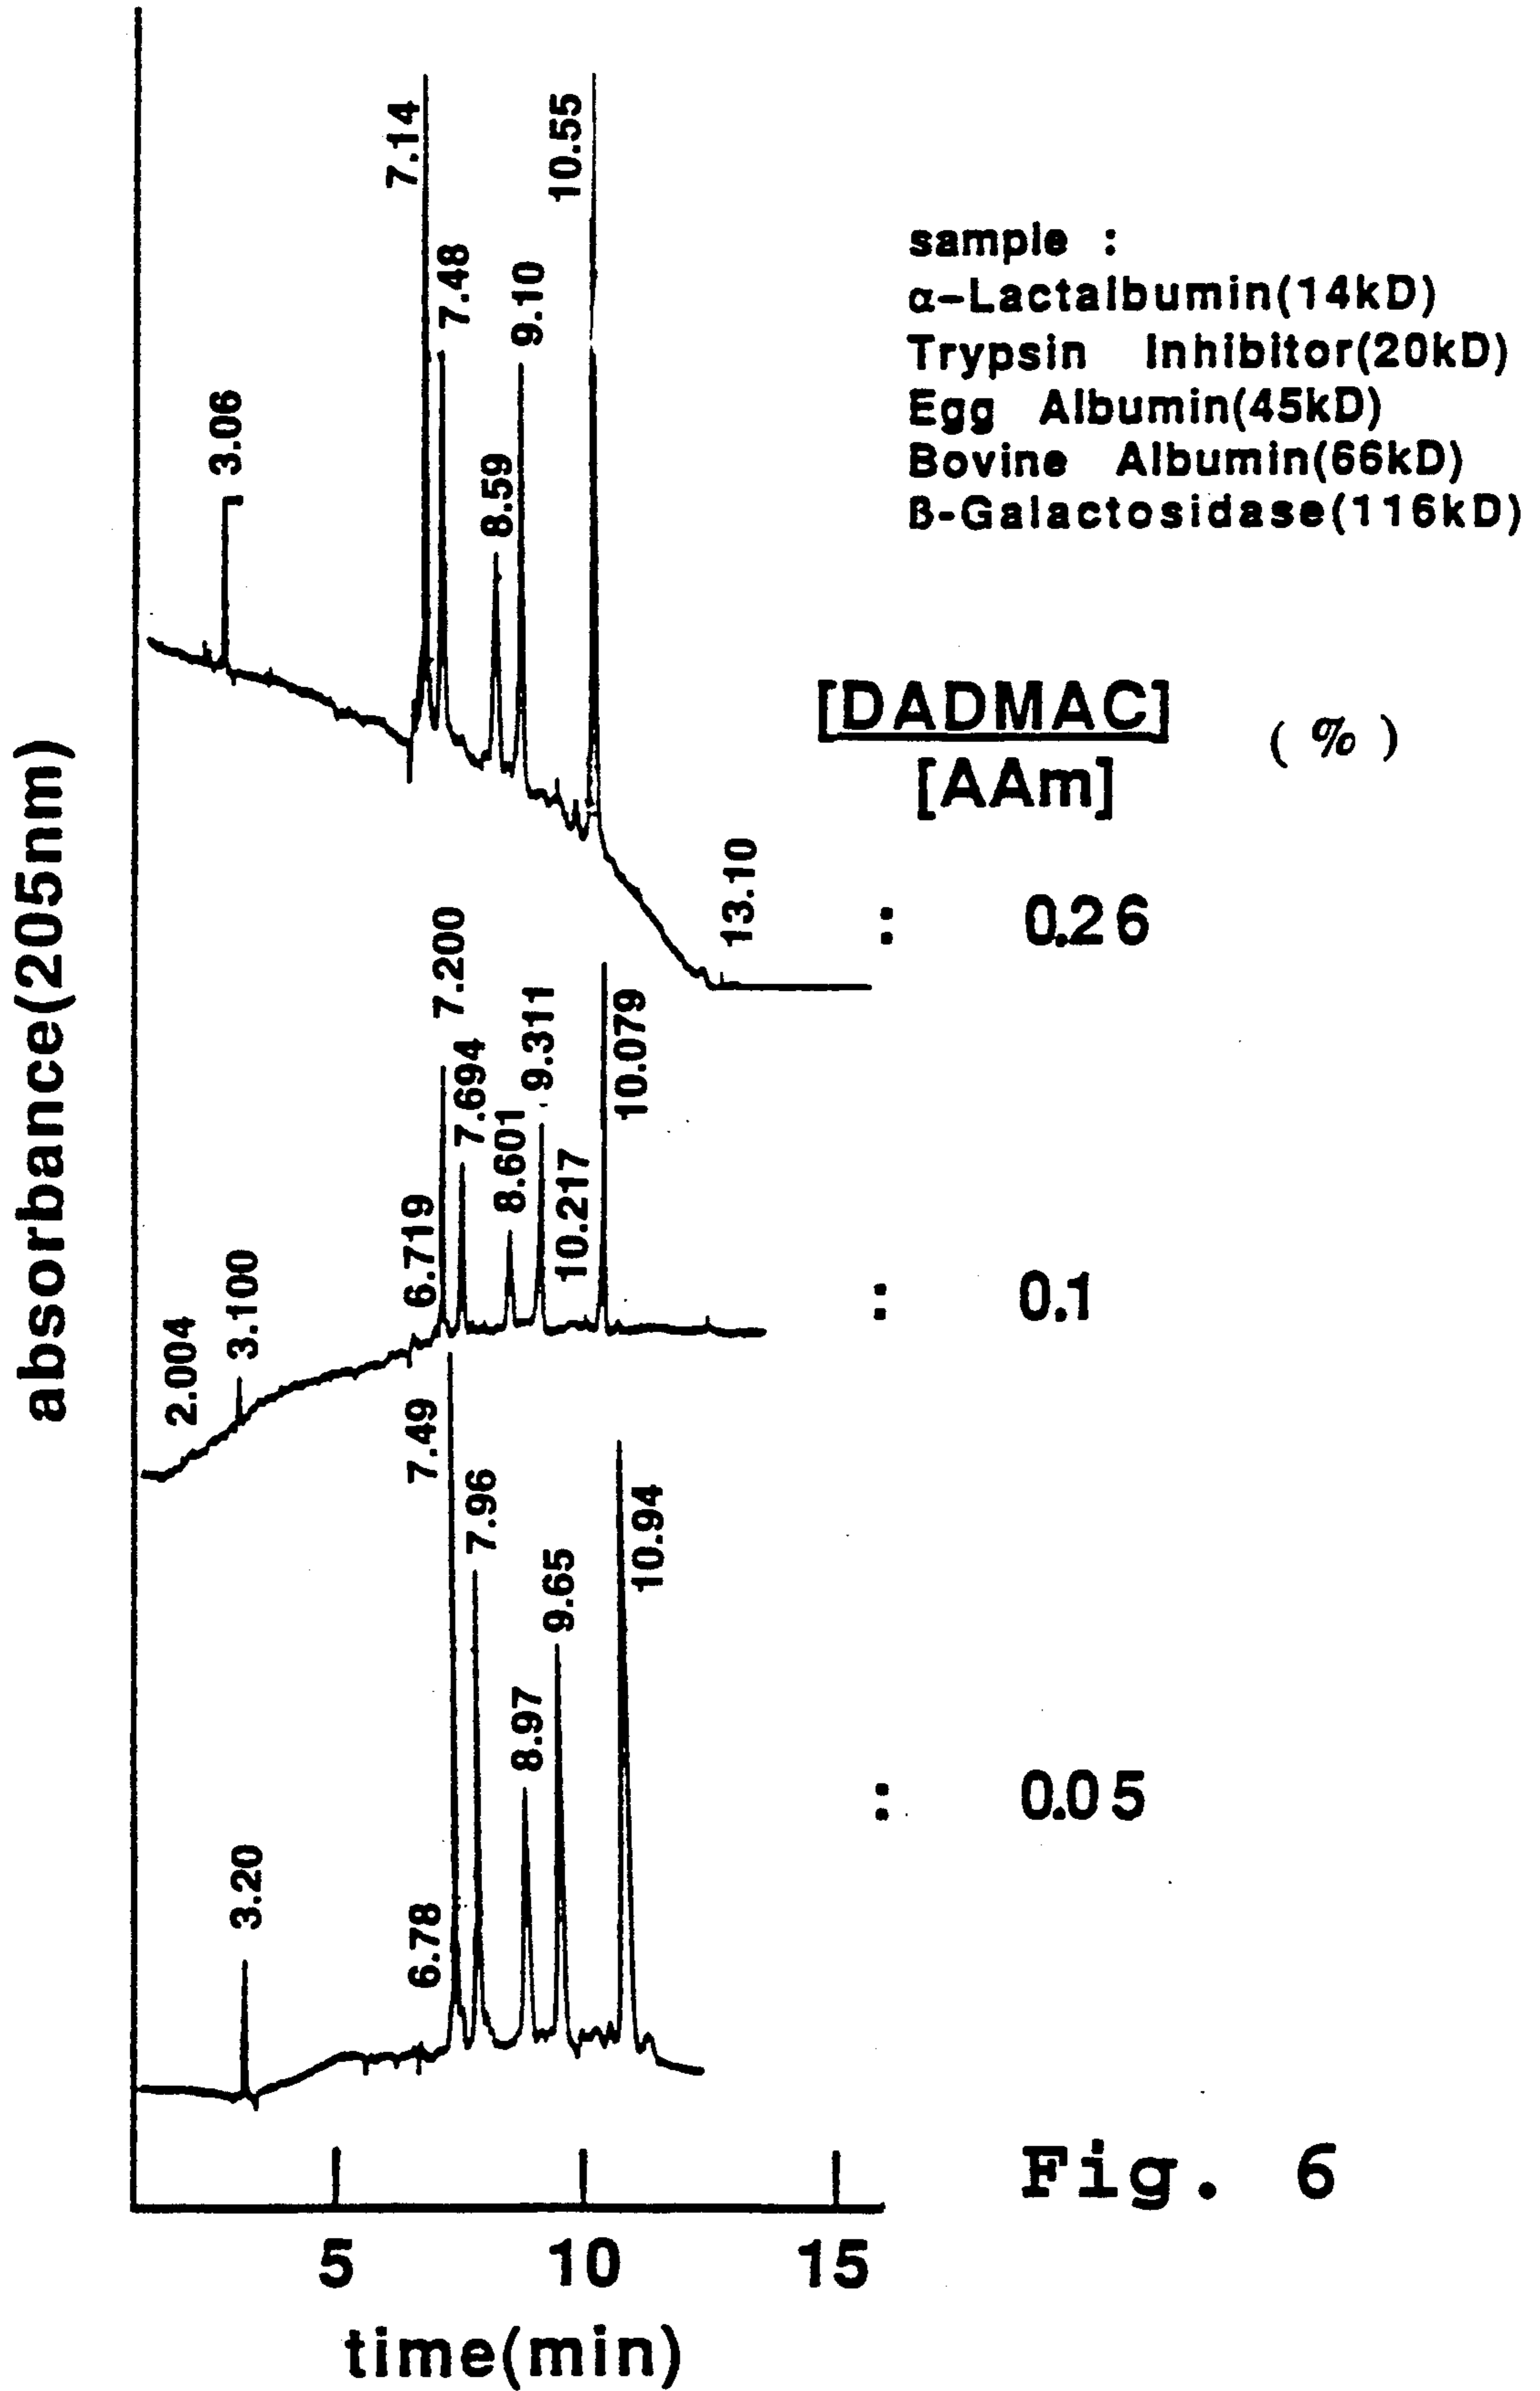 absorbance(205nm)
3.06
7.14
7.48
8.59
9.10
10.55
13.10
sample :
α-Lactalbumin(14kD)
Trypsin Inhibitor(20kD)
Egg Albumin(45kD)
Bovine Albumin(66kD)
ß-Galactosidase(116kD)
[DADMAC]
[AAm]
( % )
: 0.26
2.004
3.100
6.719
7.200
7.694
8.601
9.311
10.217
10.079
: 0.1
3.20
6.78
7.49
7.96
8.97
9.65
10.94
: 0.05
5 10 15
time(min)
Fig. 6